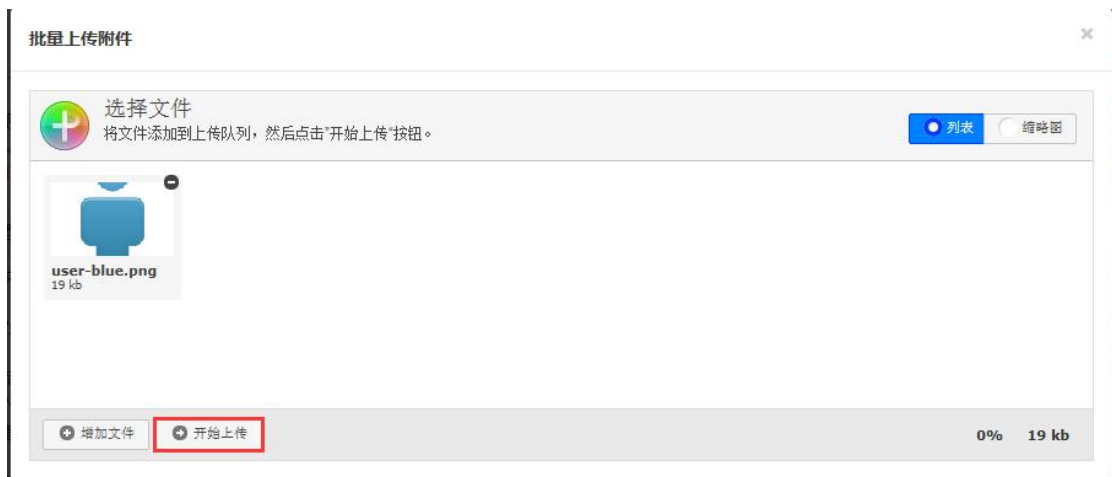 批量上传附件
×
选择文件
将文件添加到上传队列，然后点击"开始上传"按钮。
列表
缩略图
user-blue.png
19 kb
增加文件
开始上传
0%
19 kb